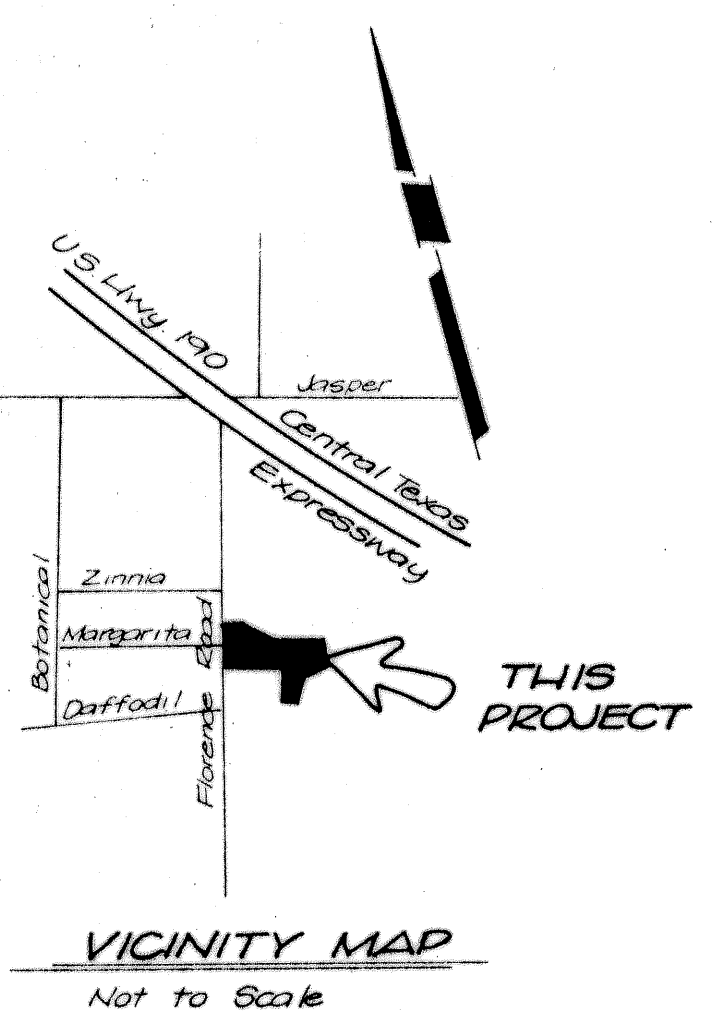 U.S. Hwy. 190
Jasper
Central Texas
Expressway
Botanical
Zinnia
Margarita
Daffodil
Florence Road
THIS
PROJECT
VICINITY MAP
Not to Scale